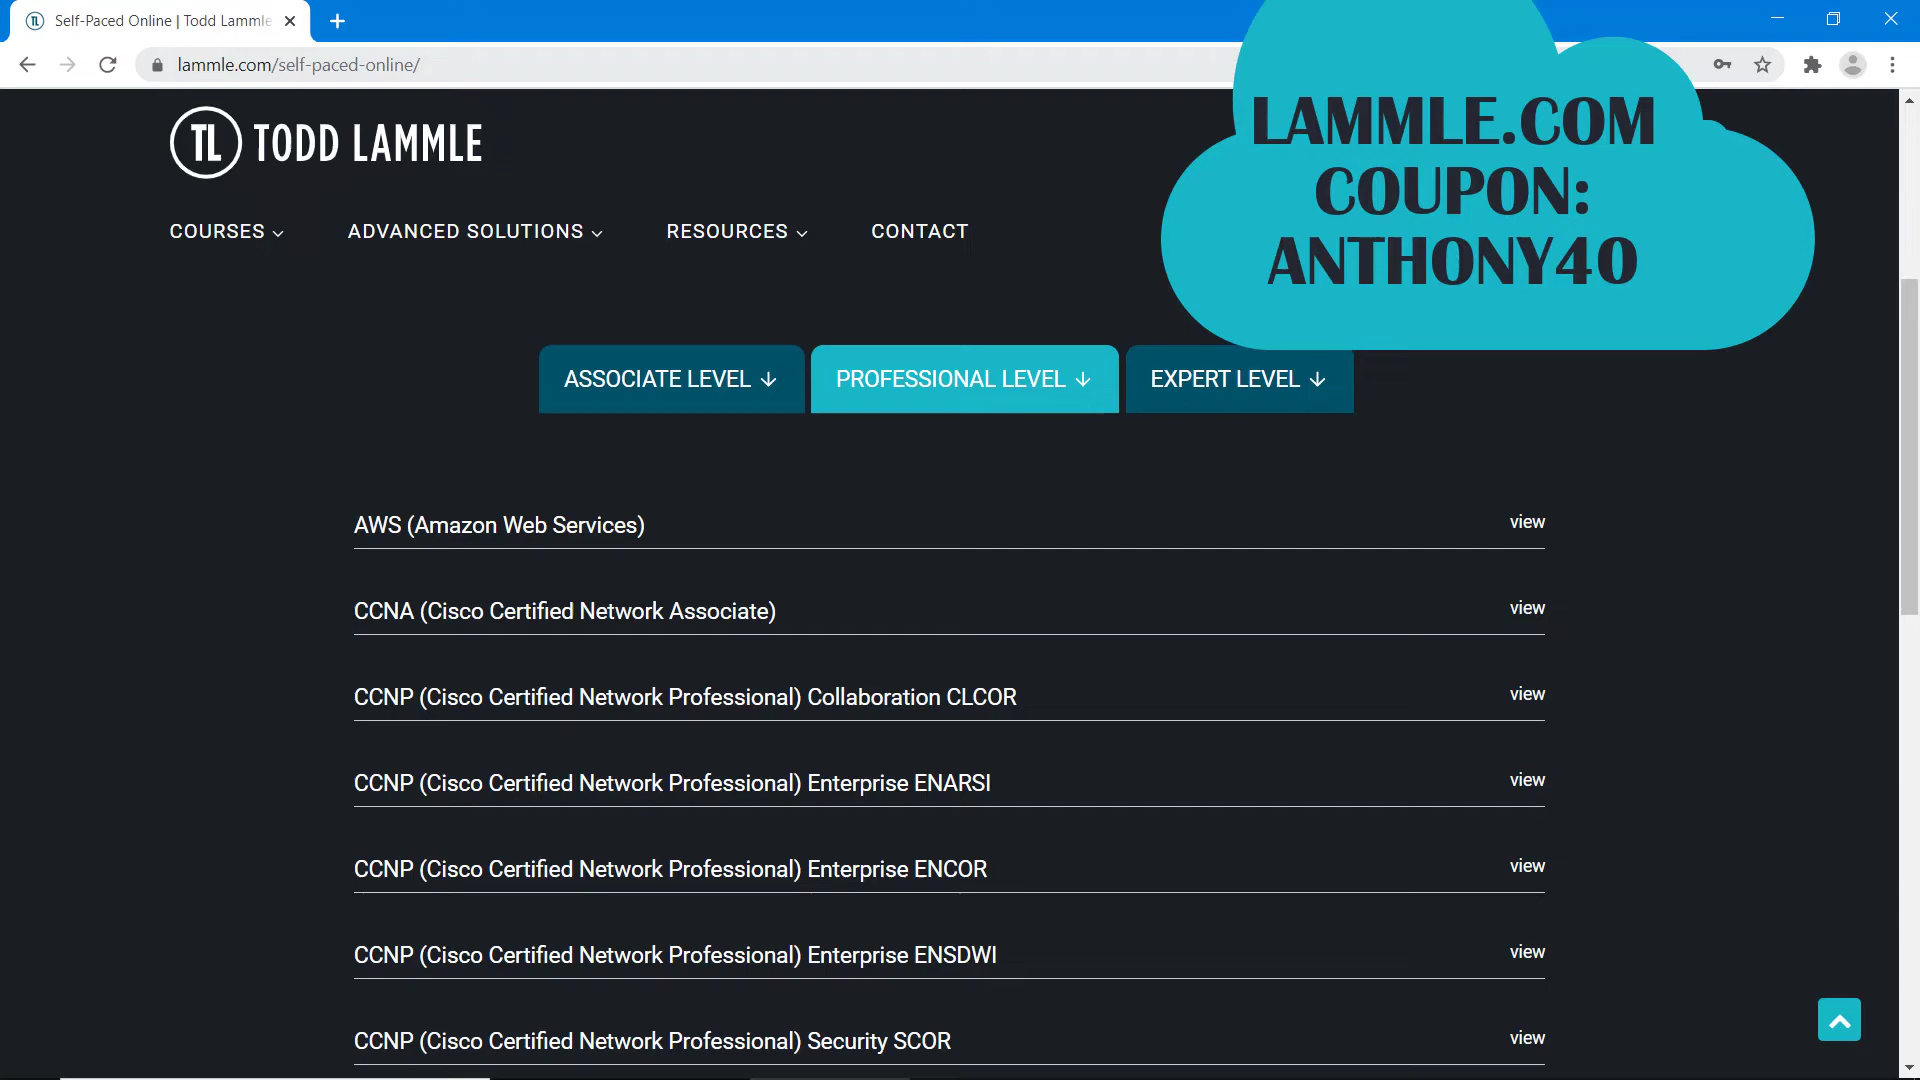 Self-Paced Online | Todd Lammle
lammle.com/self-paced-online/
TL TODD LAMMLE
LAMMLE.COM
COUPON:
ANTHONY40
COURSES ADVANCED SOLUTIONS RESOURCES CONTACT
ASSOCIATE LEVEL PROFESSIONAL LEVEL EXPERT LEVEL
AWS (Amazon Web Services) view
CCNA (Cisco Certified Network Associate) view
CCNP (Cisco Certified Network Professional) Collaboration CLCOR view
CCNP (Cisco Certified Network Professional) Enterprise ENARSI view
CCNP (Cisco Certified Network Professional) Enterprise ENCOR view
CCNP (Cisco Certified Network Professional) Enterprise ENSDWI view
CCNP (Cisco Certified Network Professional) Security SCOR view